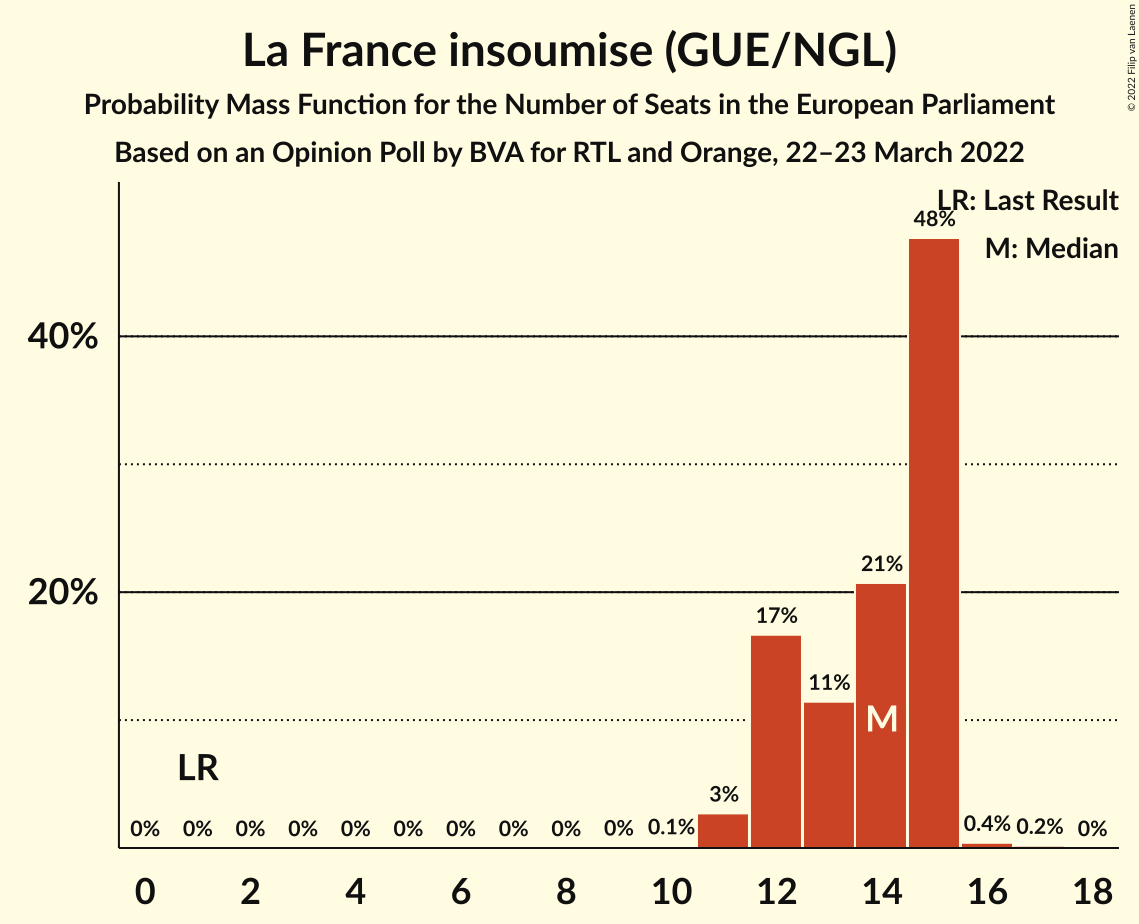 La France insoumise (GUE/NGL)
Probability Mass Function for the Number of Seats in the European Parliament
Based on an Opinion Poll by BVA for RTL and Orange, 22–23 March 2022
© 2022 Filip van Laenen
LR: Last Result
M: Median
48%
40%
21%
20%
17%
11%
M
LR
3%
0% 0% 0% 0% 0% 0% 0% 0% 0% 0% 0.1% 0.4% 0.2% 0%
0 2 4 6 8 10 12 14 16 18